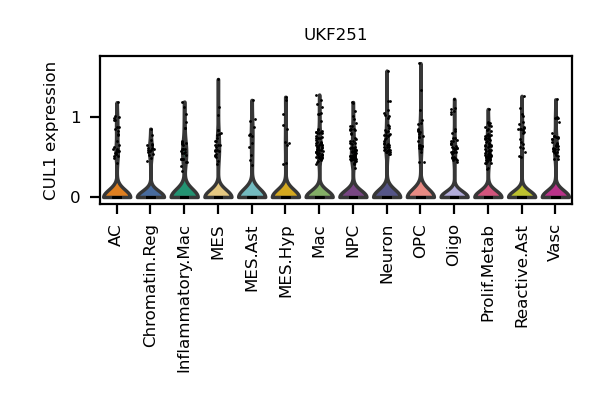 UKF251
CUL1 expression
1
0
AC
Chromatin.Reg
Inflammatory.Mac
MES
MES.Ast
MES.Hyp
Mac
NPC
Neuron
OPC
Oligo
Prolif.Metab
Reactive.Ast
Vasc